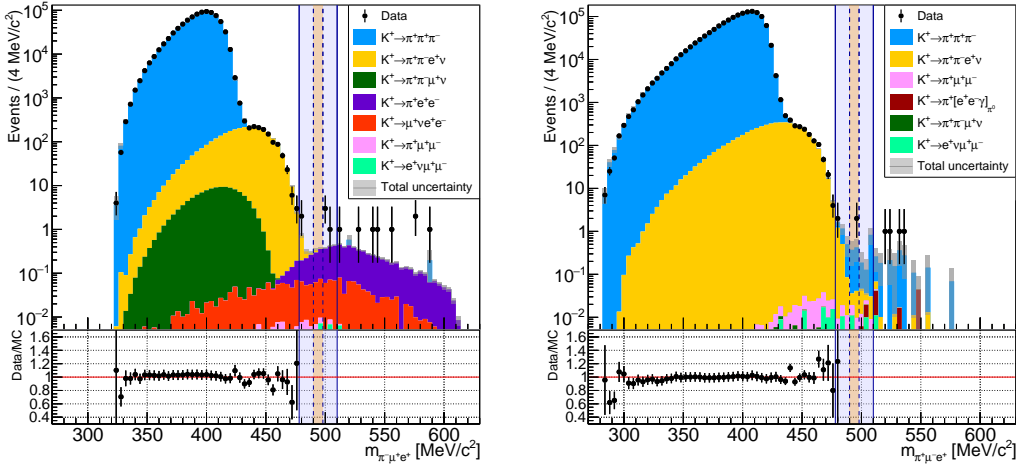 Events / (4 MeV/c²)
10⁵
10⁴
10³
10²
10
1
10⁻¹
10⁻²
Data
K⁺→π⁺π⁺π⁻
K⁺→π⁺π⁻e⁺ν
K⁺→π⁺π⁻μ⁺ν
K⁺→π⁺e⁺e⁻
K⁺→μ⁺νe⁺e⁻
K⁺→π⁺μ⁺μ⁻
K⁺→e⁺νμ⁺μ⁻
Total uncertainty
Data/MC
1.6
1.4
1.2
1.0
0.8
0.6
0.4
300 350 400 450 500 550 600
m_π⁻μ⁺e⁺ [MeV/c²]
Events / (4 MeV/c²)
10⁵
10⁴
10³
10²
10
1
10⁻¹
10⁻²
Data
K⁺→π⁺π⁺π⁻
K⁺→π⁺π⁻e⁺ν
K⁺→π⁺μ⁺μ⁻
K⁺→π⁺[e⁺e⁻γ]_π⁰
K⁺→π⁺π⁻μ⁺ν
K⁺→e⁺νμ⁺μ⁻
Total uncertainty
Data/MC
1.6
1.4
1.2
1.0
0.8
0.6
0.4
300 350 400 450 500 550 600
m_π⁺μ⁻e⁺ [MeV/c²]